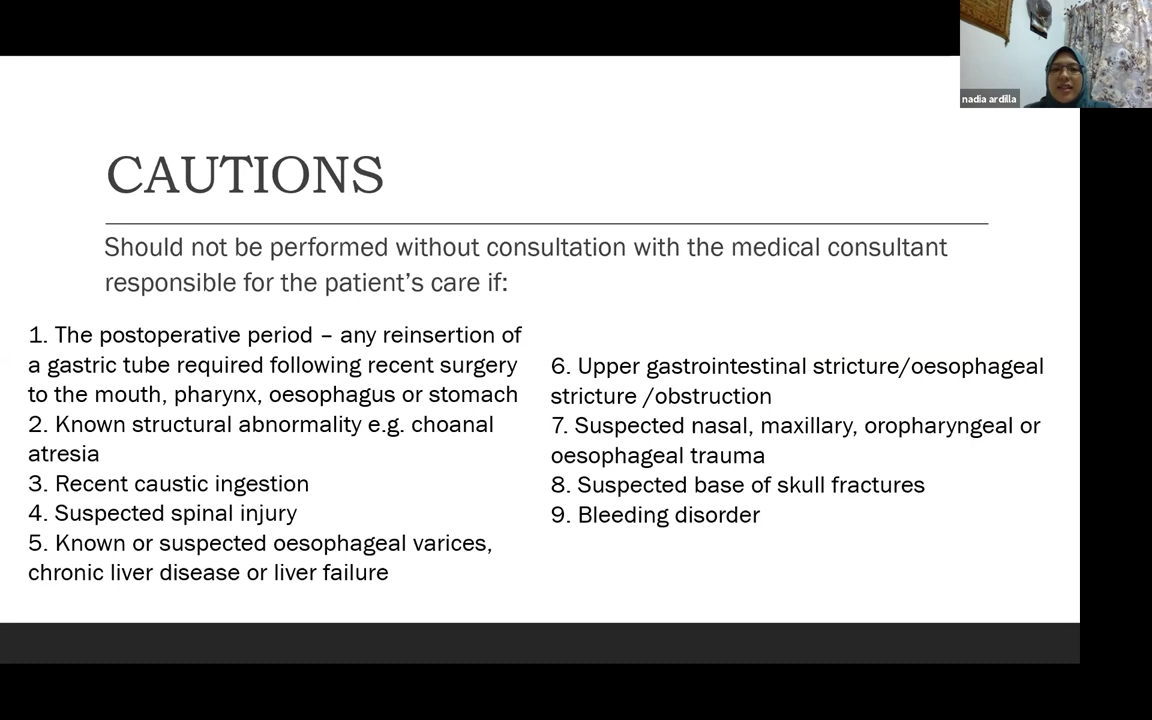 nadia ardilla
CAUTIONS
Should not be performed without consultation with the medical consultant
responsible for the patient's care if:
1. The postoperative period – any reinsertion of
a gastric tube required following recent surgery
to the mouth, pharynx, oesophagus or stomach
2. Known structural abnormality e.g. choanal
atresia
3. Recent caustic ingestion
4. Suspected spinal injury
5. Known or suspected oesophageal varices,
chronic liver disease or liver failure
6. Upper gastrointestinal stricture/oesophageal
stricture /obstruction
7. Suspected nasal, maxillary, oropharyngeal or
oesophageal trauma
8. Suspected base of skull fractures
9. Bleeding disorder